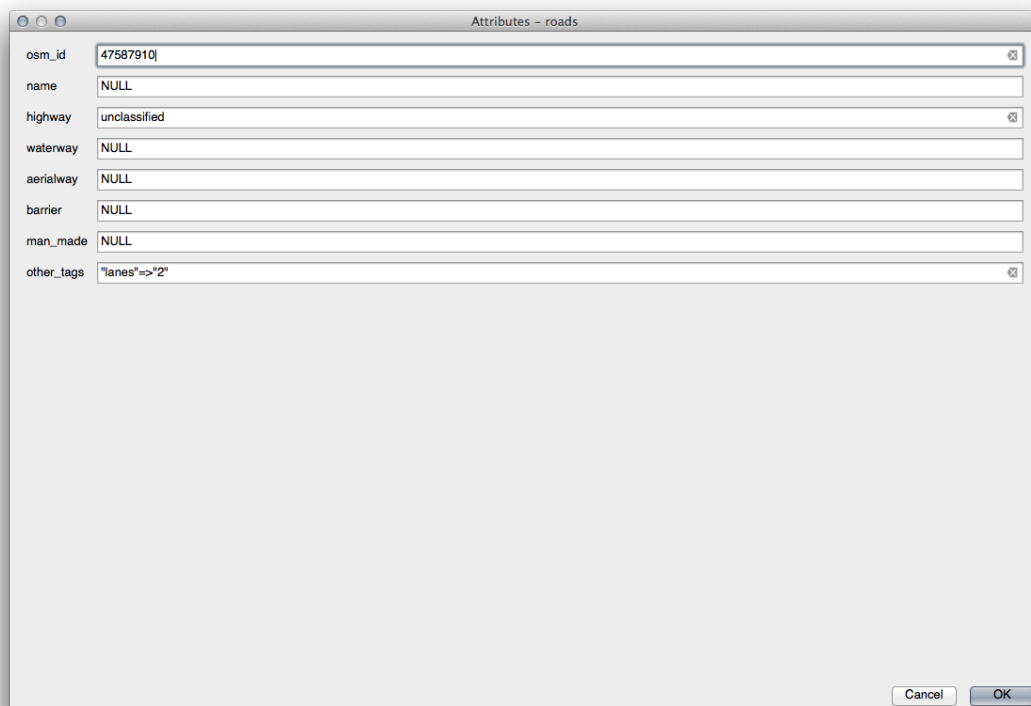 Attributes – roads
osm_id 47587910
name NULL
highway unclassified
waterway NULL
aerialway NULL
barrier NULL
man_made NULL
other_tags "lanes"=>"2"
Cancel OK